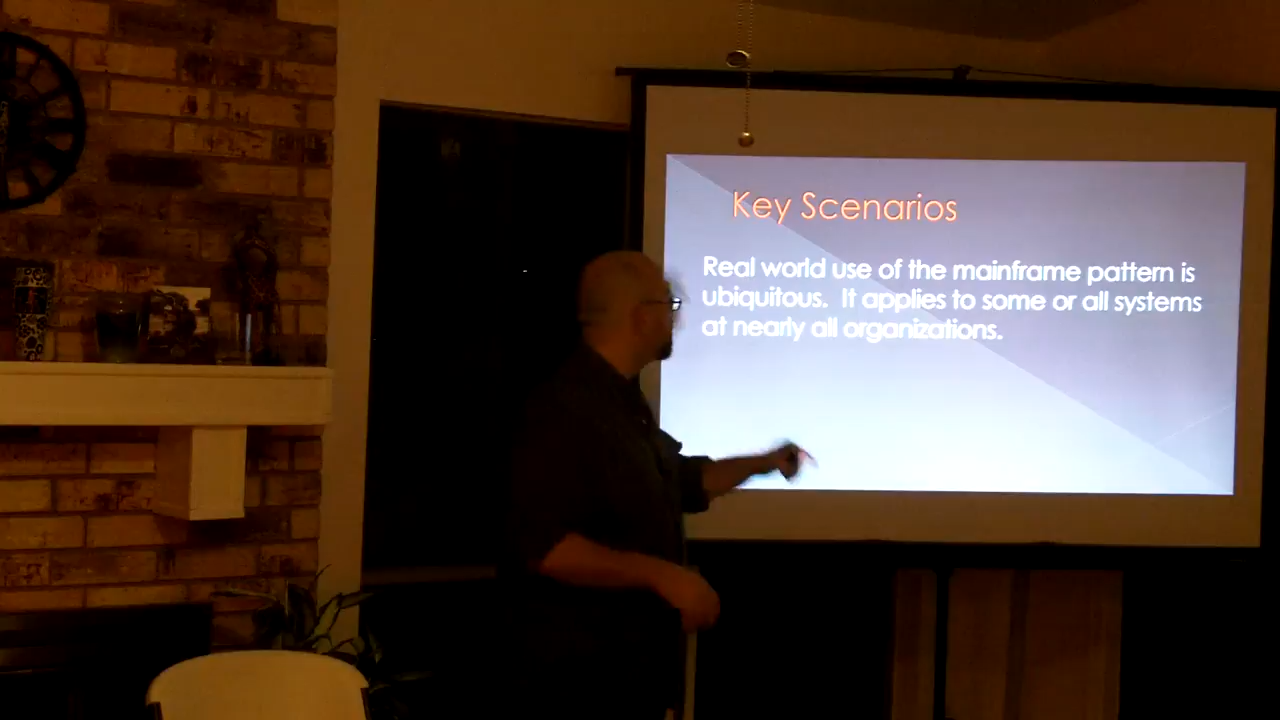 Key Scenarios
Real world use of the mainframe pattern is
ubiquitous.  It applies to some or all systems
at nearly all organizations.